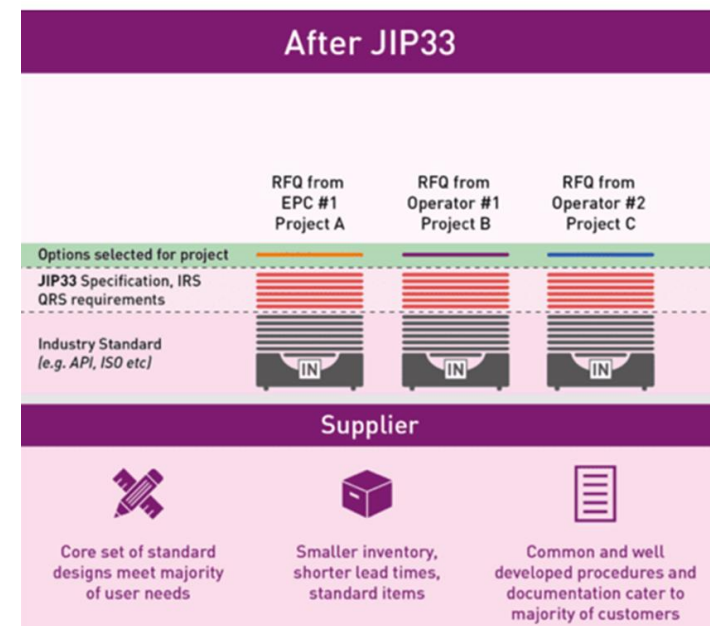 After JIP33
RFQ from
EPC #1
Project A
RFQ from
Operator #1
Project B
RFQ from
Operator #2
Project C
Options selected for project
JIP33 Specification, IRS
QRS requirements
Industry Standard
(e.g. API, ISO etc)
IN
IN
IN
Supplier
Core set of standard
designs meet majority
of user needs
Smaller inventory,
shorter lead times,
standard items
Common and well
developed procedures and
documentation cater to
majority of customers